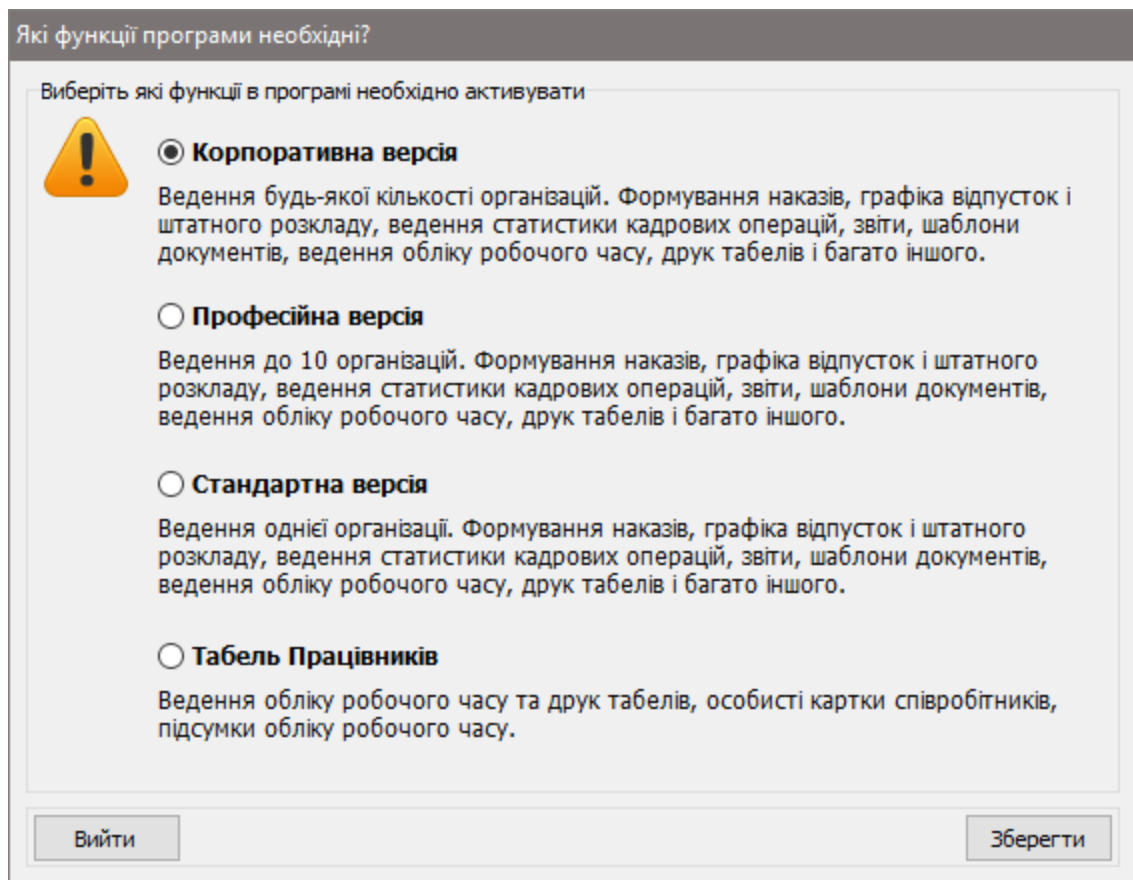 Які функції програми необхідні?
Виберіть які функції в програмі необхідно активувати
Корпоративна версія
Ведення будь-якої кількості організацій. Формування наказів, графіка відпусток і
штатного розкладу, ведення статистики кадрових операцій, звіти, шаблони
документів, ведення обліку робочого часу, друк табелів і багато іншого.
Професійна версія
Ведення до 10 організацій. Формування наказів, графіка відпусток і штатного
розкладу, ведення статистики кадрових операцій, звіти, шаблони документів,
ведення обліку робочого часу, друк табелів і багато іншого.
Стандартна версія
Ведення однієї організації. Формування наказів, графіка відпусток і штатного
розкладу, ведення статистики кадрових операцій, звіти, шаблони документів,
ведення обліку робочого часу, друк табелів і багато іншого.
Табель Працівників
Ведення обліку робочого часу та друк табелів, особисті картки співробітників,
підсумки обліку робочого часу.
Вийти
Зберегти